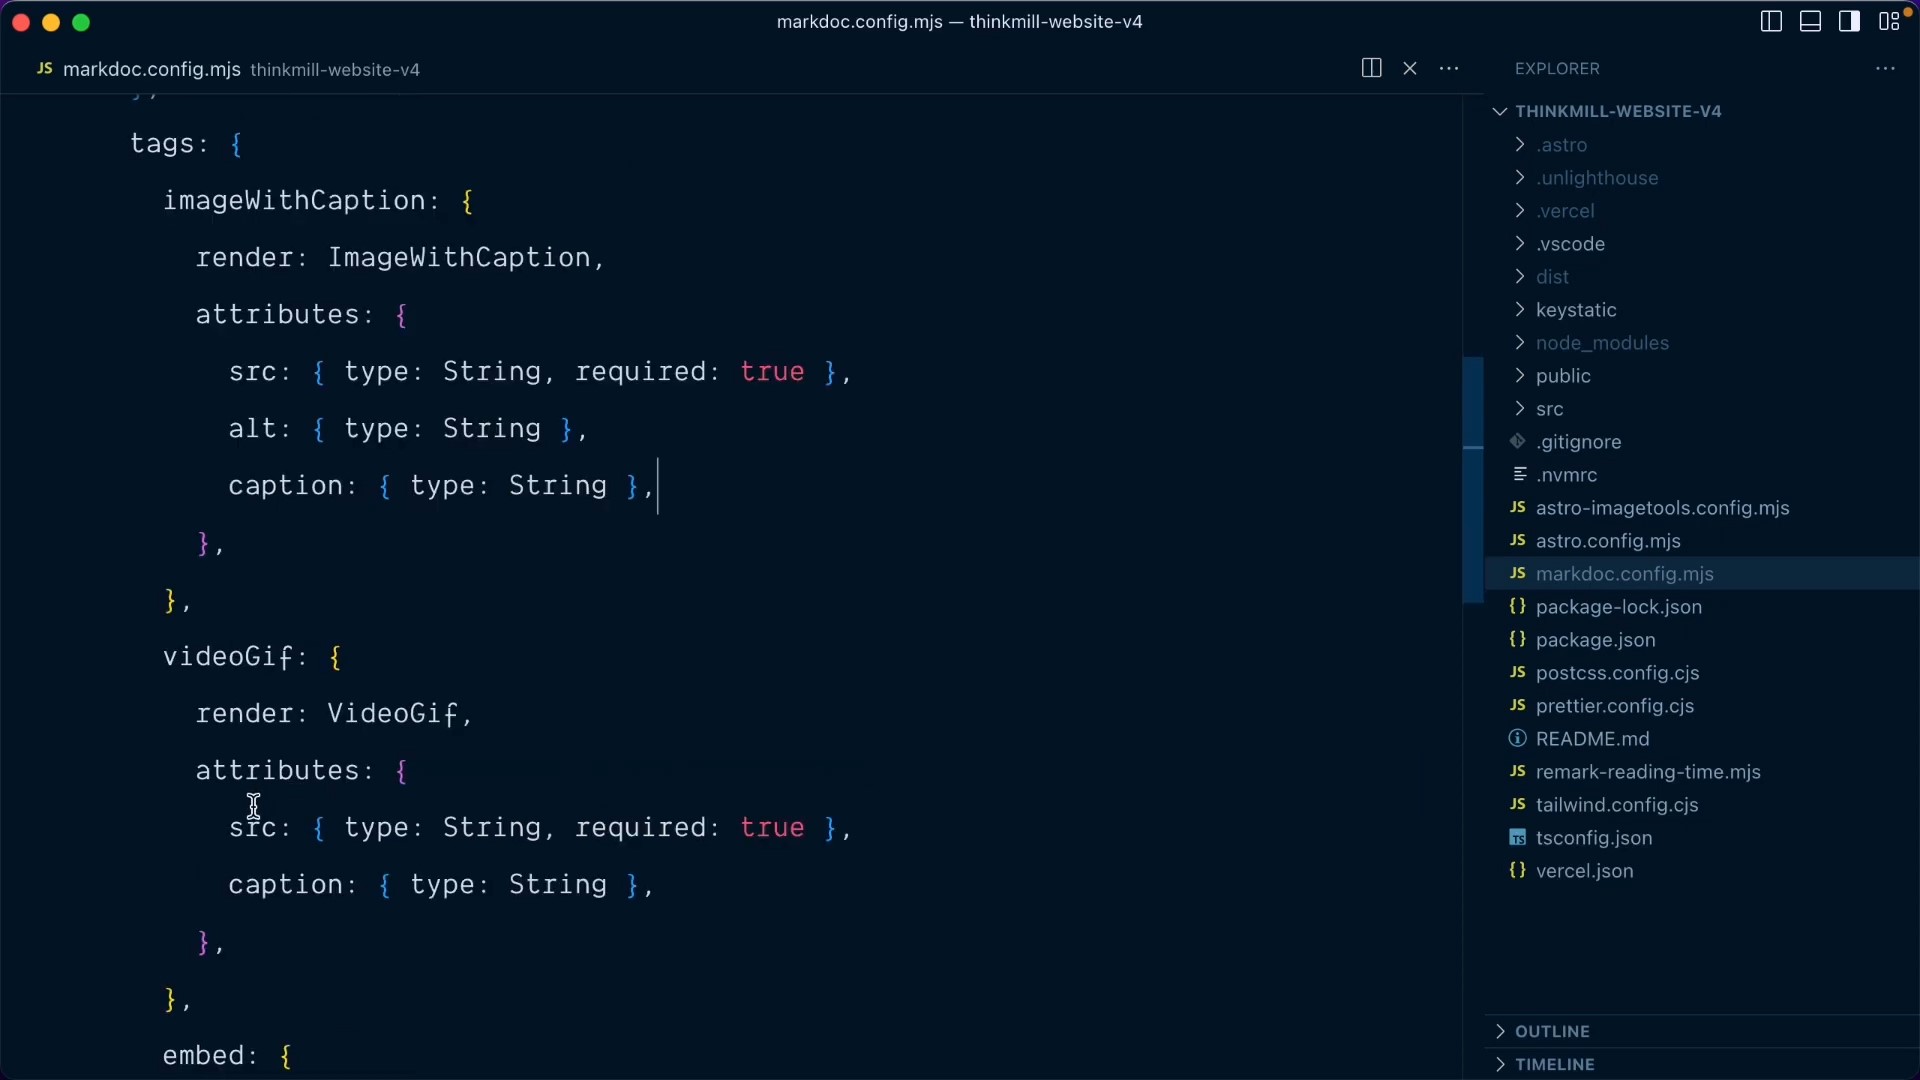 markdoc.config.mjs — thinkmill-website-v4
JS markdoc.config.mjs thinkmill-website-v4
},
tags: {
imageWithCaption: {
render: ImageWithCaption,
attributes: {
src: { type: String, required: true },
alt: { type: String },
caption: { type: String },
},
},
videoGif: {
render: VideoGif,
attributes: {
src: { type: String, required: true },
caption: { type: String },
},
},
embed: {
EXPLORER
THINKMILL-WEBSITE-V4
.astro
.unlighthouse
.vercel
.vscode
dist
keystatic
node_modules
public
src
.gitignore
.nvmrc
JS astro-imagetools.config.mjs
JS astro.config.mjs
JS markdoc.config.mjs
{} package-lock.json
{} package.json
JS postcss.config.cjs
JS prettier.config.cjs
README.md
JS remark-reading-time.mjs
JS tailwind.config.cjs
TS tsconfig.json
{} vercel.json
OUTLINE
TIMELINE